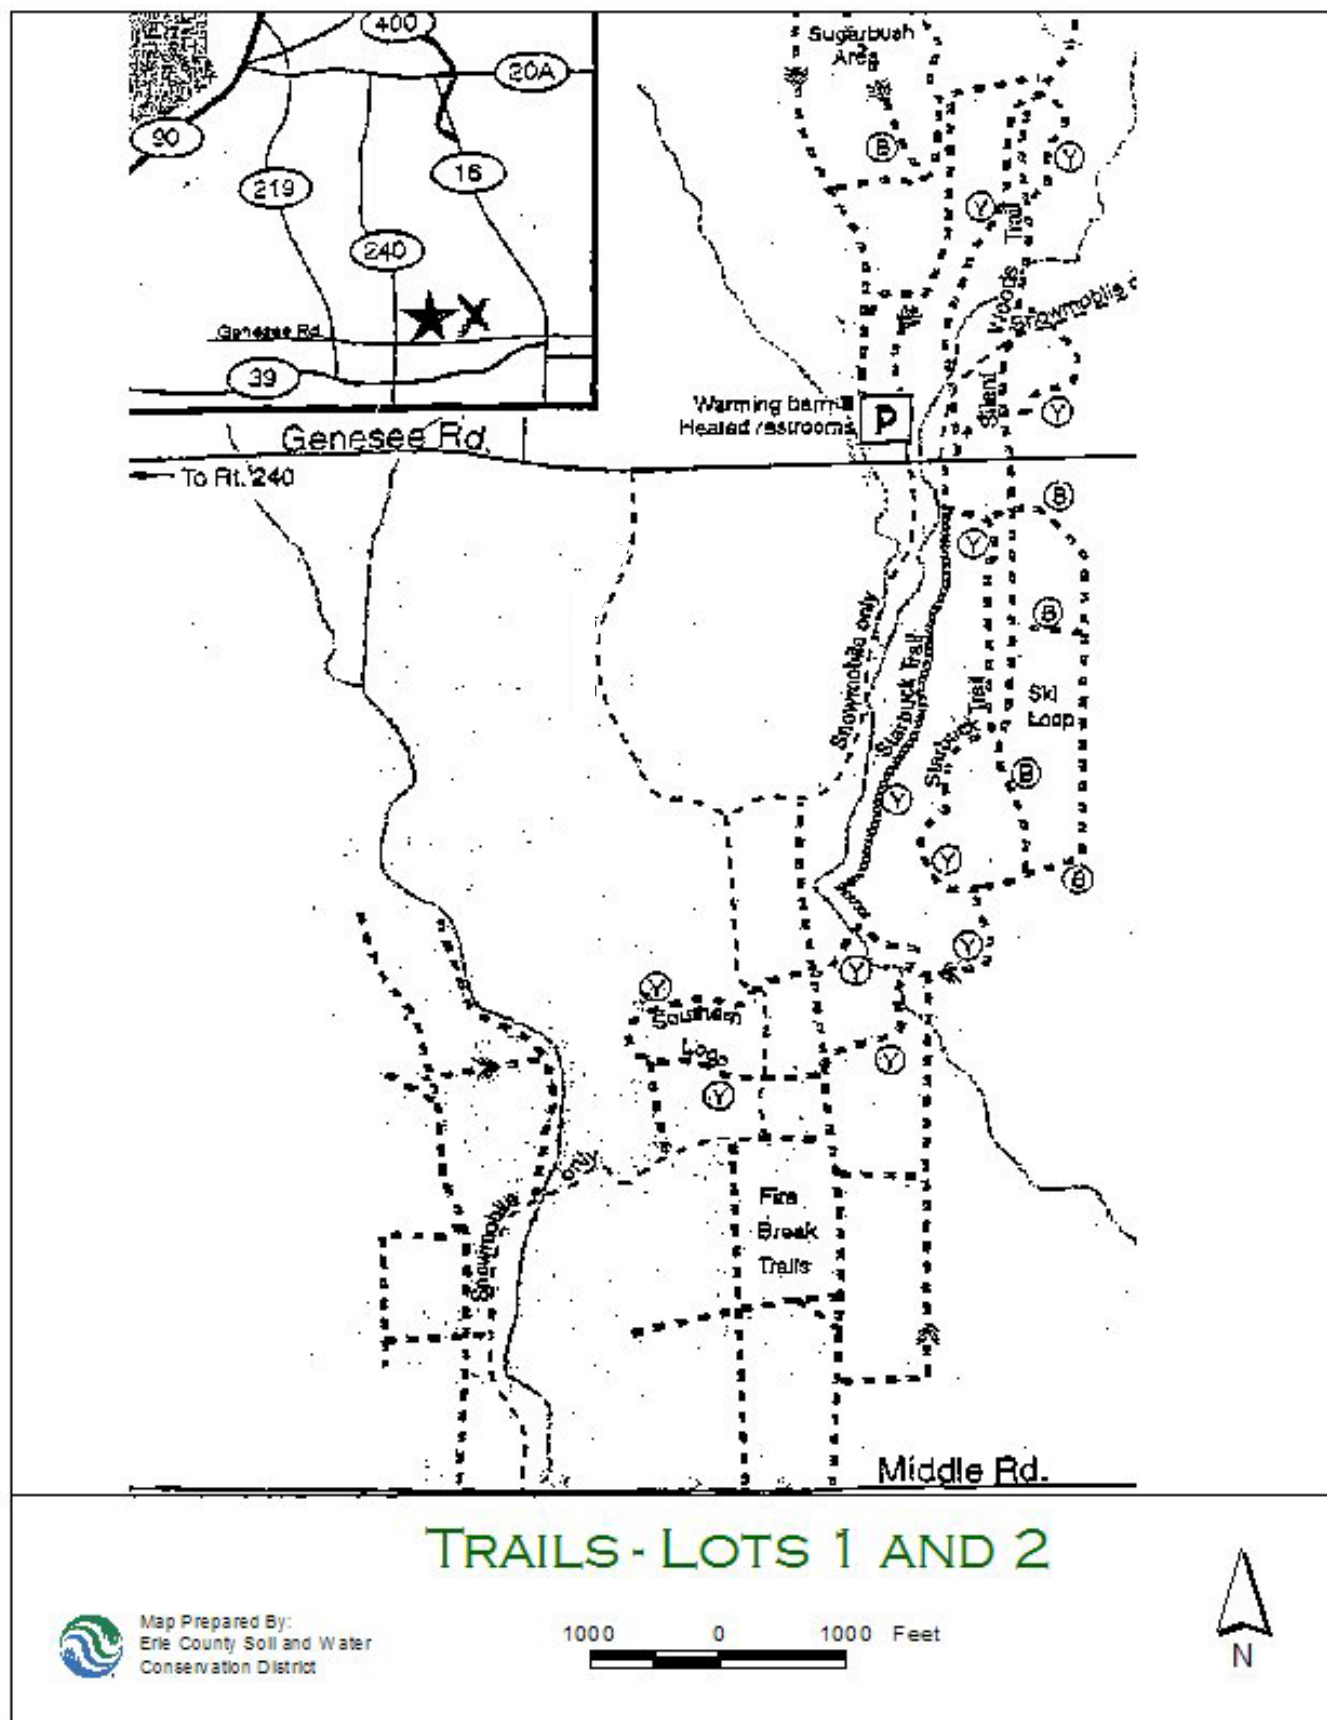 400
20A
90
219
16
240
Genesee Rd.
39
Sugarbush
Area
B
Y
Y
Silent Woods Trail
Snowmobile
Y
Warming barn
Heated restrooms
P
Genesee Rd.
To Rt. 240
B
Y
B
Snowmobile only
Starbuck Trail
Starbuck Trail
Ski
Loop
B
Y
Y
B
Y
Y
Y
Southern
Loop
Y
Y
Snowmobile only
Fire
Break
Trails
Middle Rd.
TRAILS - LOTS 1 AND 2
Map Prepared By:
Erie County Soil and Water
Conservation District
1000 0 1000 Feet
N